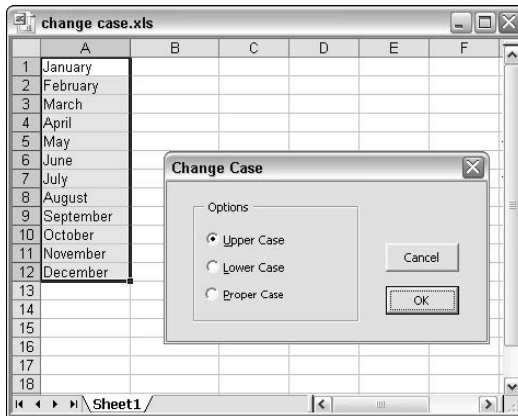 change case.xls
A B C D E F
1 January
2 February
3 March
4 April
5 May
6 June
7 July
8 August
9 September
10 October
11 November
12 December
13
14
15
16
17
18
Change Case
Options
Upper Case
Lower Case
Proper Case
Cancel
OK
Sheet1